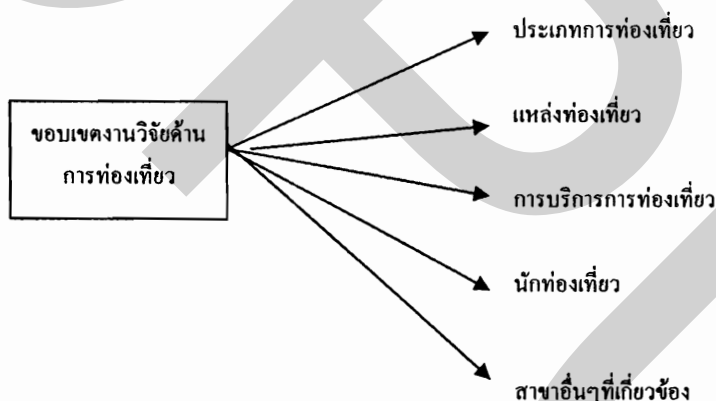 ประเภทการท่องเที่ยว
แหล่งท่องเที่ยว
ขอบเขตงานวิจัยด้าน
การท่องเที่ยว
การบริการการท่องเที่ยว
นักท่องเที่ยว
สาขาอื่นๆที่เกี่ยวข้อง